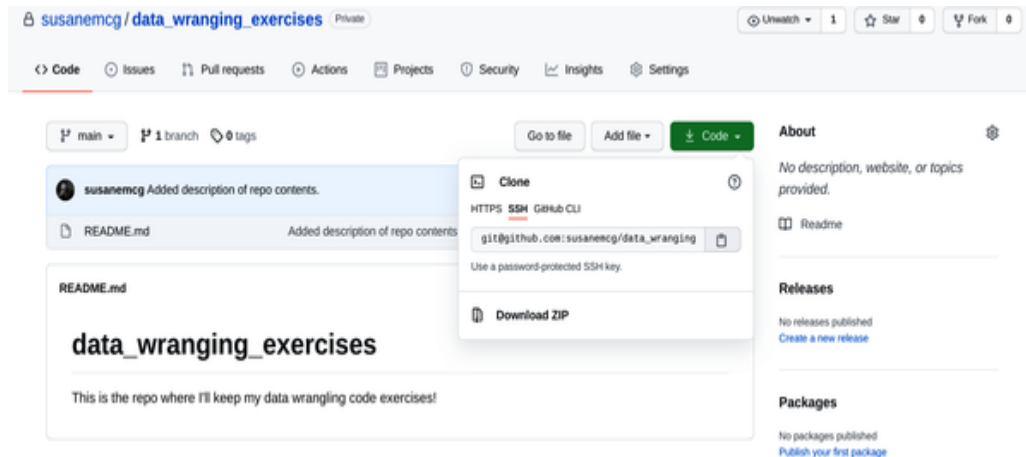 susanemcg / data_wranging_exercises Private Unwatch 1 Star 0 Fork 0
<> Code Issues Pull requests Actions Projects Security Insights Settings
main 1 branch 0 tags Go to file Add file Code
susanemcg Added description of repo contents.
README.md Added description of repo contents
Clone
HTTPS SSH GitHub CLI
git@github.com:susanemcg/data_wranging
Use a password-protected SSH key.
Download ZIP
README.md
data_wranging_exercises
This is the repo where I'll keep my data wrangling code exercises!
About
No description, website, or topics
provided.
Readme
Releases
No releases published
Create a new release
Packages
No packages published
Publish your first package